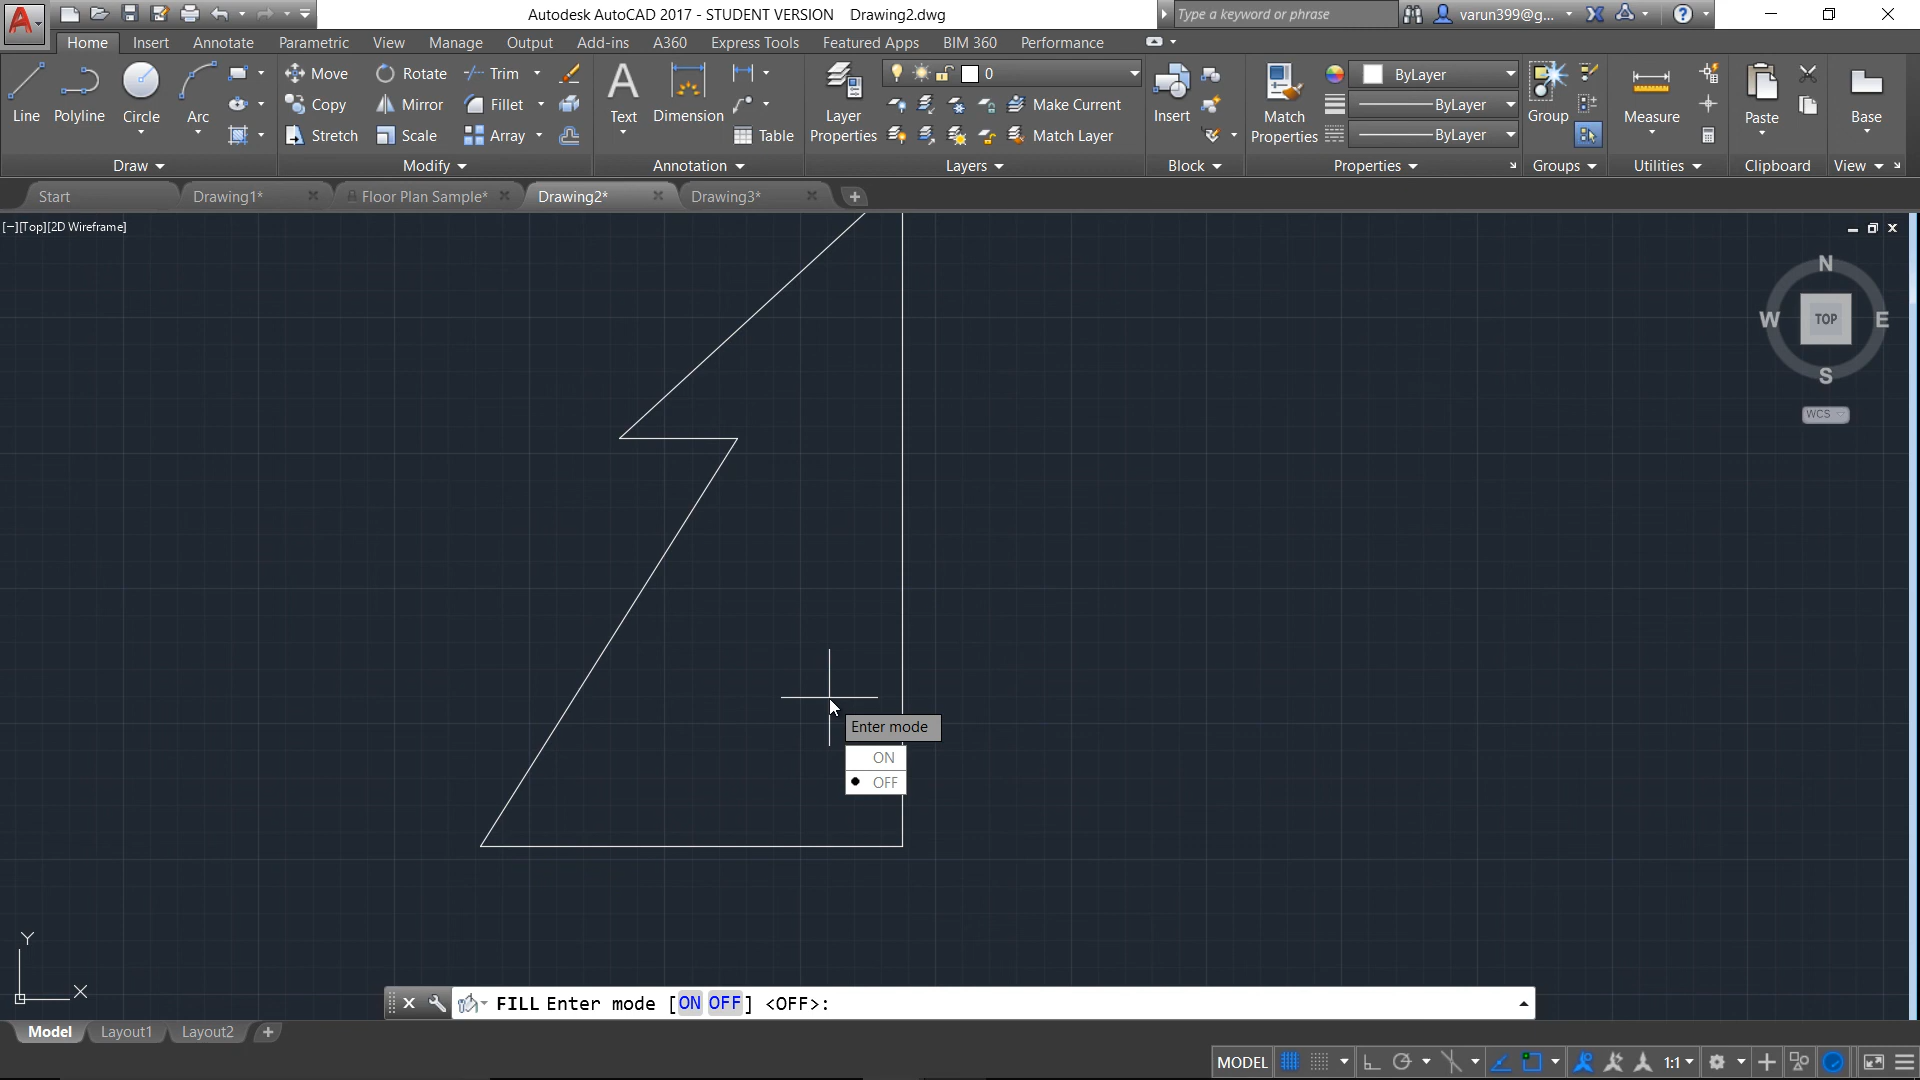 Autodesk AutoCAD 2017 - STUDENT VERSION Drawing2.dwg
Type a keyword or phrase
varun399@g...
Home Insert Annotate Parametric View Manage Output Add-ins A360 Express Tools Featured Apps BIM 360 Performance
Line Polyline Circle Arc
Move Rotate Trim
Copy Mirror Fillet
Stretch Scale Array
Text Dimension Table
Layer Properties
0
Make Current
Match Layer
Insert
Match Properties
ByLayer
ByLayer
ByLayer
Group
Measure
Paste
Base
Draw Modify Annotation Layers Block Properties Groups Utilities Clipboard View
Start Drawing1* Floor Plan Sample* Drawing2* Drawing3*
[−][Top][2D Wireframe]
N
W TOP E
S
WCS
Enter mode
ON
OFF
Y
X
FILL Enter mode [ON OFF] <OFF>:
Model Layout1 Layout2
MODEL 1:1